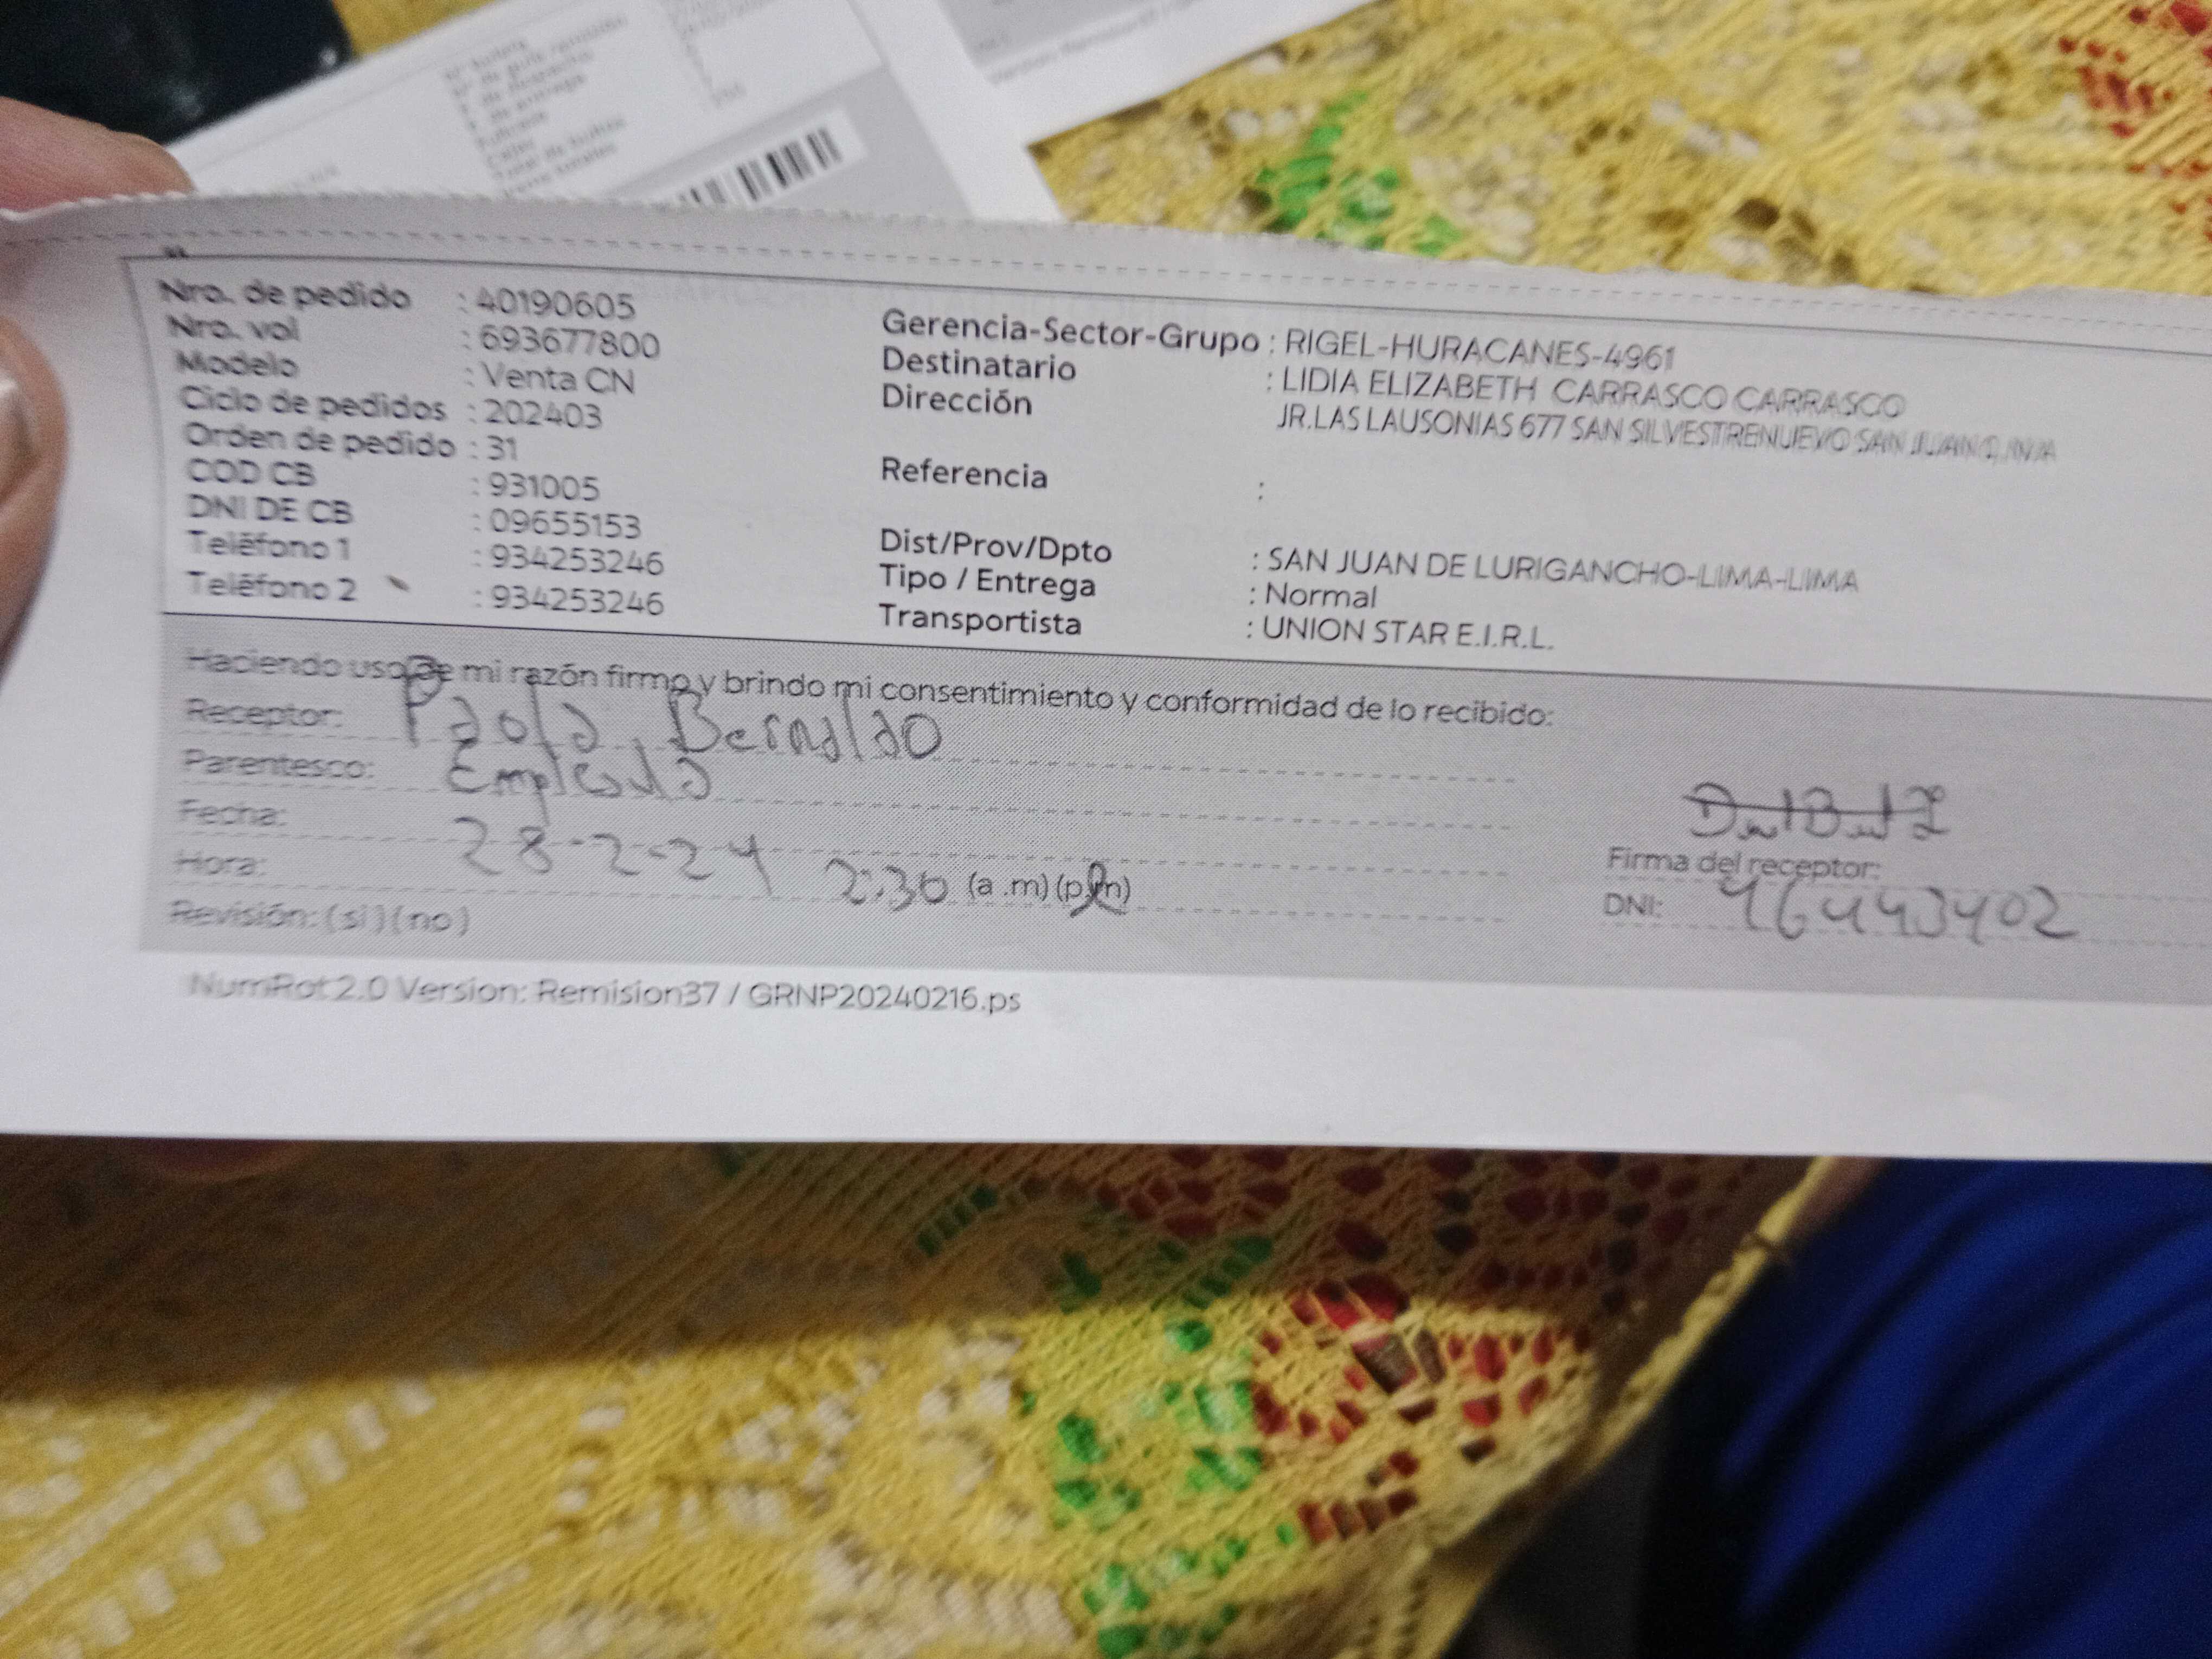 Nro. de pedido : 40190605
Nro. vol : 693677800
Modelo : Venta CN
Ciclo de pedidos : 202403
Orden de pedido : 31
COD CB : 931005
DNI DE CB : 09655153
Teléfono 1 : 934253246
Teléfono 2 : 934253246
Gerencia-Sector-Grupo : RIGEL-HURACANES-4961
Destinatario : LIDIA ELIZABETH CARRASCO CARRASCO
Dirección JR.LAS LAUSONIAS 677 SAN SILVESTRENUEVO SAN JUAN
Referencia :
Dist/Prov/Dpto : SAN JUAN DE LURIGANCHO-LIMA-LIMA
Tipo / Entrega : Normal
Transportista : UNION STAR E.I.R.L.
Haciendo uso de mi razón firmo y brindo mi consentimiento y conformidad de lo recibido:
Receptor: Paola Bernaldo
Parentesco: Empleada
Fecha: 28-2-24
Hora: 2:30 (a .m) (p.m)
Revisión: (si) (no)
Firma del receptor:
DNI: 464443402
NumRot 2.0 Version: Remision37 / GRNP20240216.ps